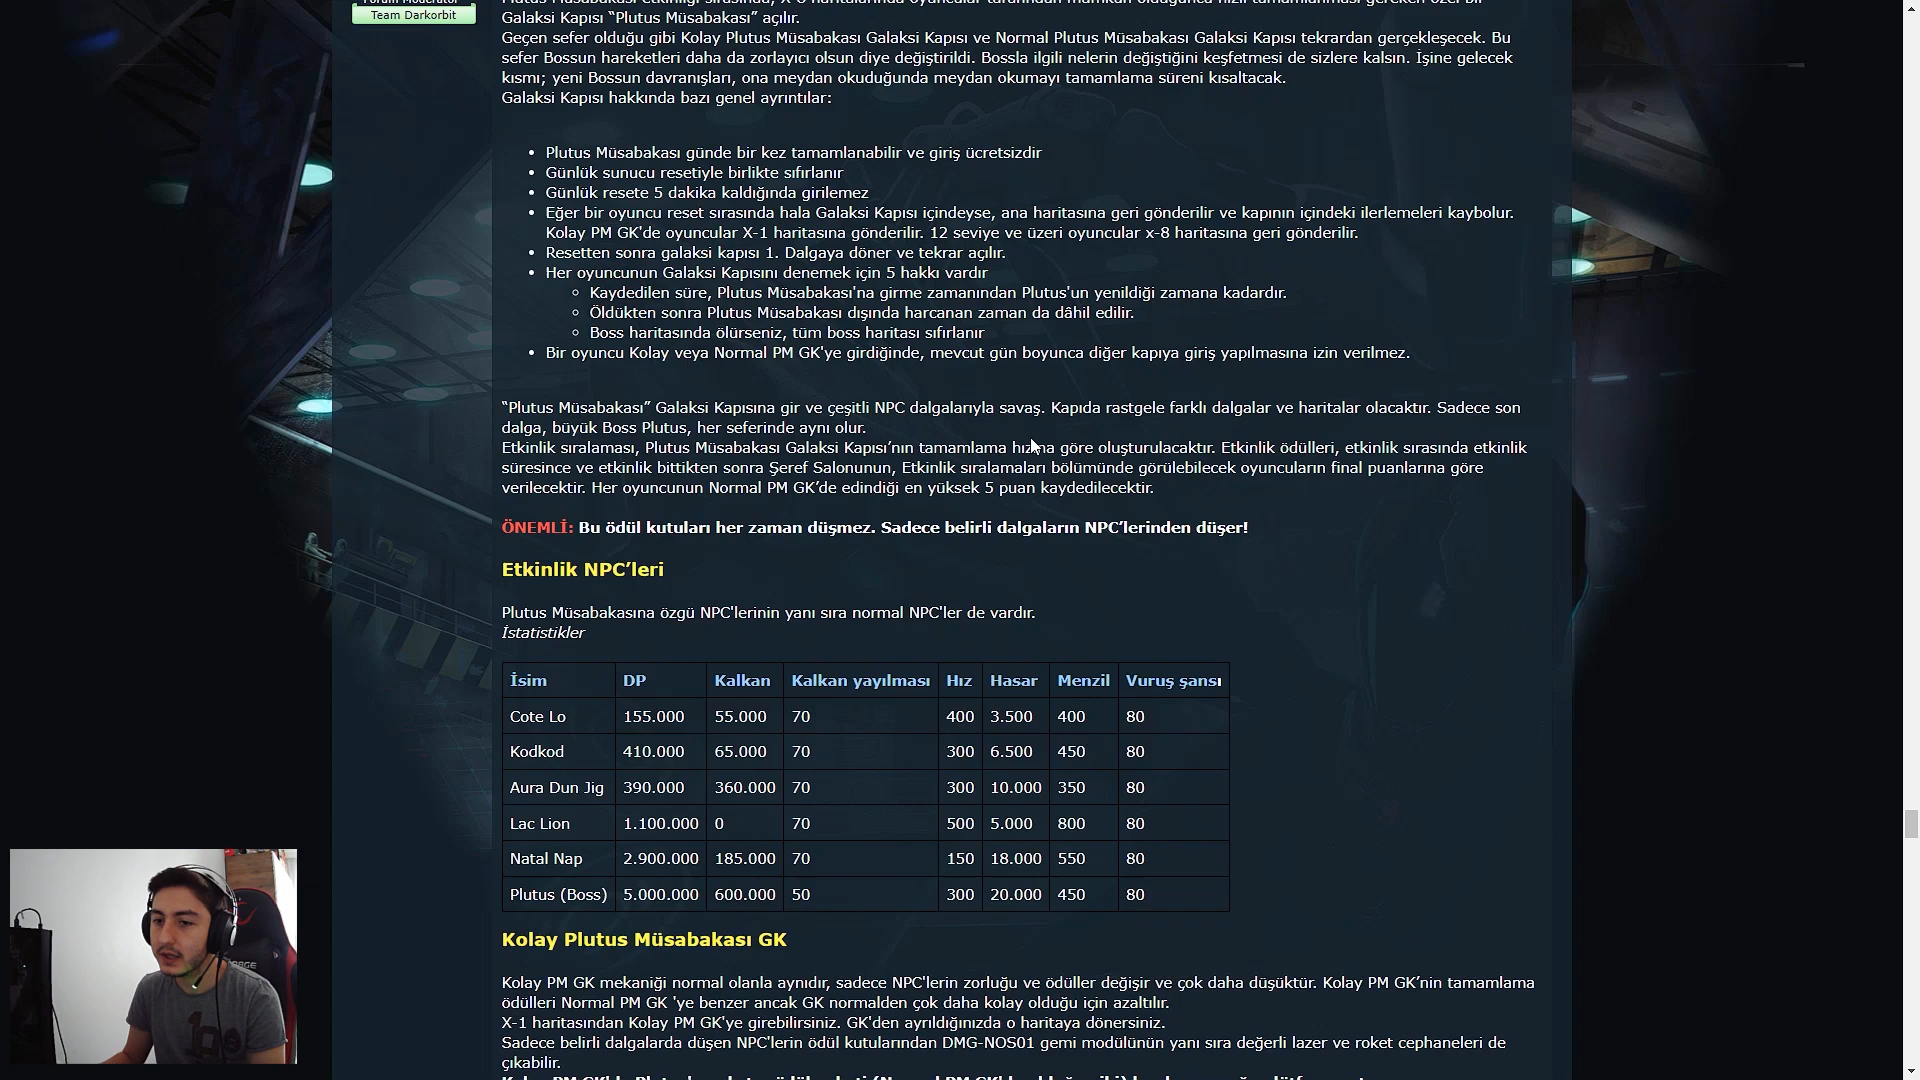 Forum Moderator
Team Darkorbit
Plutus Müsabakası etkinliği sırasında, X-8 haritalarında oyuncular tarafından mümkün olduğunca hızlı tamamlanması gereken özel bir
Galaksi Kapısı “Plutus Müsabakası” açılır.
Geçen sefer olduğu gibi Kolay Plutus Müsabakası Galaksi Kapısı ve Normal Plutus Müsabakası Galaksi Kapısı tekrardan gerçekleşecek. Bu
sefer Bossun hareketleri daha da zorlayıcı olsun diye değiştirildi. Bossla ilgili nelerin değiştiğini keşfetmesi de sizlere kalsın. İşine gelecek
kısmı; yeni Bossun davranışları, ona meydan okuduğunda meydan okumayı tamamlama süreni kısaltacak.
Galaksi Kapısı hakkında bazı genel ayrıntılar:
• Plutus Müsabakası günde bir kez tamamlanabilir ve giriş ücretsizdir
• Günlük sunucu resetiyle birlikte sıfırlanır
• Günlük resete 5 dakika kaldığında girilemez
• Eğer bir oyuncu reset sırasında hala Galaksi Kapısı içindeyse, ana haritasına geri gönderilir ve kapının içindeki ilerlemeleri kaybolur.
Kolay PM GK'de oyuncular X-1 haritasına gönderilir. 12 seviye ve üzeri oyuncular x-8 haritasına geri gönderilir.
• Resetten sonra galaksi kapısı 1. Dalgaya döner ve tekrar açılır.
• Her oyuncunun Galaksi Kapısını denemek için 5 hakkı vardır
◦ Kaydedilen süre, Plutus Müsabakası'na girme zamanından Plutus'un yenildiği zamana kadardır.
◦ Öldükten sonra Plutus Müsabakası dışında harcanan zaman da dâhil edilir.
◦ Boss haritasında ölürseniz, tüm boss haritası sıfırlanır
• Bir oyuncu Kolay veya Normal PM GK'ye girdiğinde, mevcut gün boyunca diğer kapıya giriş yapılmasına izin verilmez.
“Plutus Müsabakası” Galaksi Kapısına gir ve çeşitli NPC dalgalarıyla savaş. Kapıda rastgele farklı dalgalar ve haritalar olacaktır. Sadece son
dalga, büyük Boss Plutus, her seferinde aynı olur.
Etkinlik sıralaması, Plutus Müsabakası Galaksi Kapısı’nın tamamlama hızına göre oluşturulacaktır. Etkinlik ödülleri, etkinlik sırasında etkinlik
süresince ve etkinlik bittikten sonra Şeref Salonunun, Etkinlik sıralamaları bölümünde görülebilecek oyuncuların final puanlarına göre
verilecektir. Her oyuncunun Normal PM GK’de edindiği en yüksek 5 puan kaydedilecektir.
ÖNEMLİ: Bu ödül kutuları her zaman düşmez. Sadece belirli dalgaların NPC’lerinden düşer!
Etkinlik NPC’leri
Plutus Müsabakasına özgü NPC'lerinin yanı sıra normal NPC'ler de vardır.
İstatistikler
İsim DP Kalkan Kalkan yayılması Hız Hasar Menzil Vuruş şansı
Cote Lo 155.000 55.000 70 400 3.500 400 80
Kodkod 410.000 65.000 70 300 6.500 450 80
Aura Dun Jig 390.000 360.000 70 300 10.000 350 80
Lac Lion 1.100.000 0 70 500 5.000 800 80
Natal Nap 2.900.000 185.000 70 150 18.000 550 80
Plutus (Boss) 5.000.000 600.000 50 300 20.000 450 80
Kolay Plutus Müsabakası GK
Kolay PM GK mekaniği normal olanla aynıdır, sadece NPC'lerin zorluğu ve ödüller değişir ve çok daha düşüktür. Kolay PM GK’nin tamamlama
ödülleri Normal PM GK 'ye benzer ancak GK normalden çok daha kolay olduğu için azaltılır.
X-1 haritasından Kolay PM GK'ye girebilirsiniz. GK'den ayrıldığınızda o haritaya dönersiniz.
Sadece belirli dalgalarda düşen NPC'lerin ödül kutularından DMG-NOS01 gemi modülünün yanı sıra değerli lazer ve roket cephaneleri de
çıkabilir.